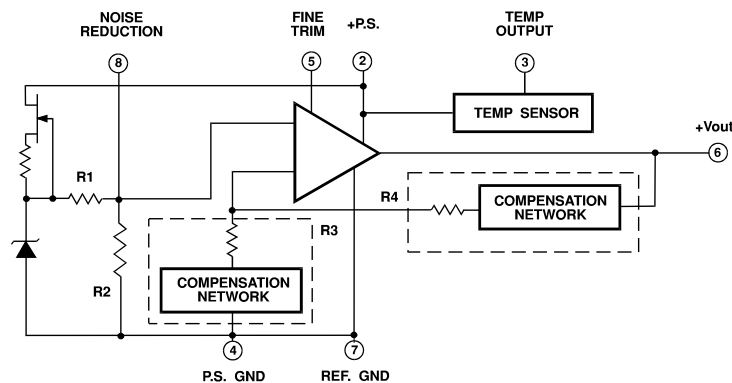 NOISE
REDUCTION
FINE
TRIM
+P.S.
TEMP
OUTPUT
8
5
2
3
TEMP SENSOR
+Vout
6
R1
R4
COMPENSATION
NETWORK
R3
R2
COMPENSATION
NETWORK
4
7
P.S. GND
REF. GND